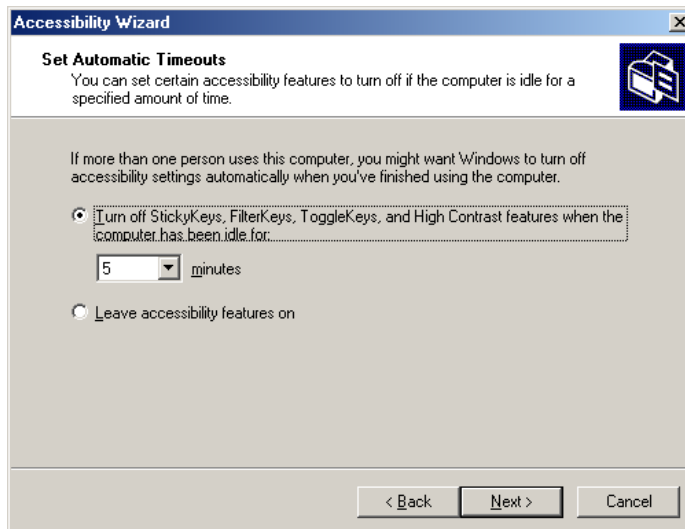 Accessibility Wizard
Set Automatic Timeouts
You can set certain accessibility features to turn off if the computer is idle for a
specified amount of time.
If more than one person uses this computer, you might want Windows to turn off
accessibility settings automatically when you've finished using the computer.
Turn off StickyKeys, FilterKeys, ToggleKeys, and High Contrast features when the
computer has been idle for:
5 minutes
Leave accessibility features on
< Back Next > Cancel